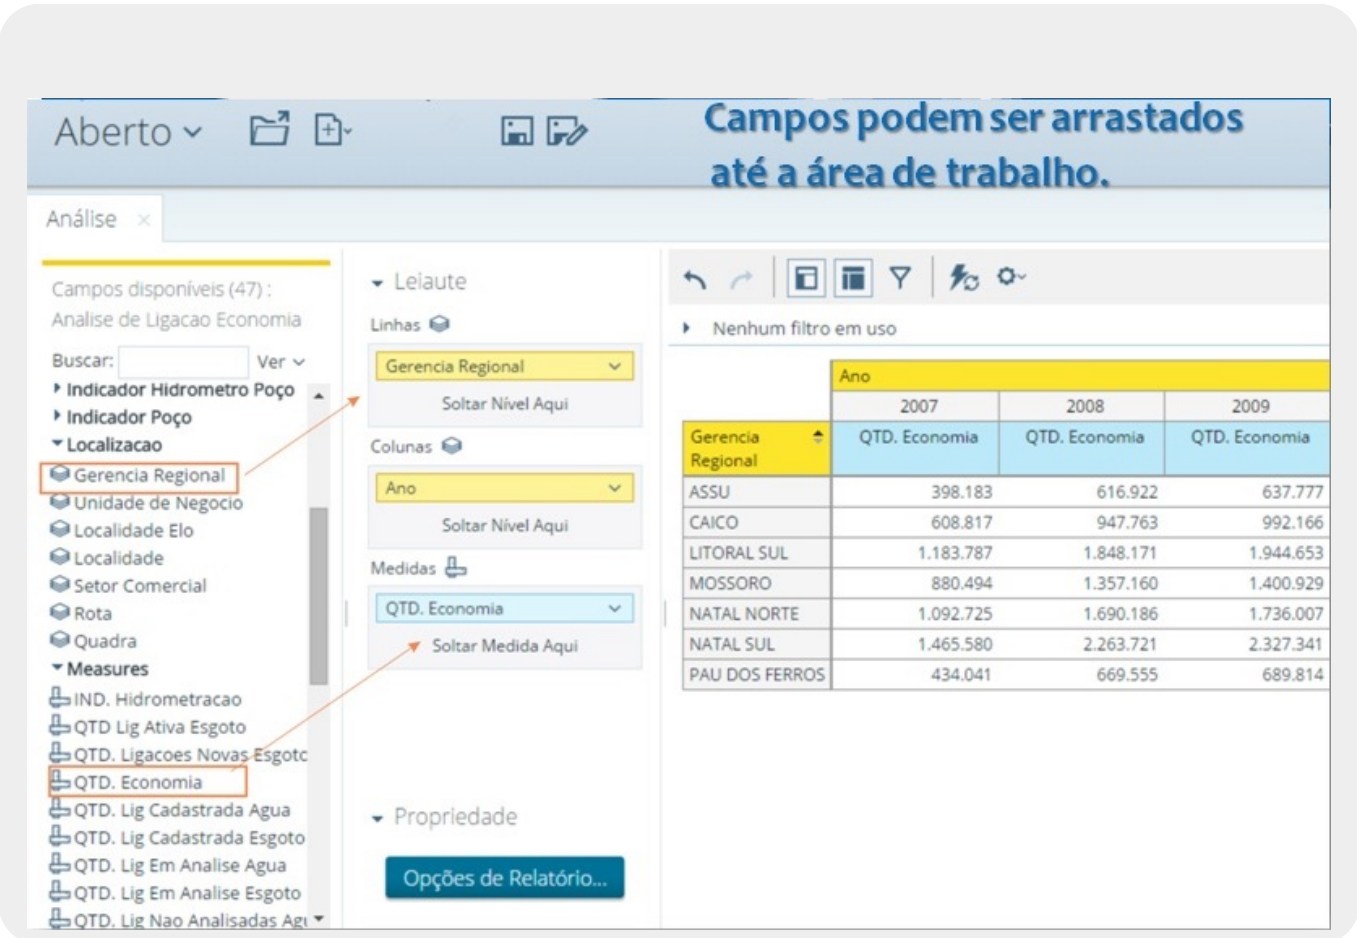 Aberto
Campos podem ser arrastados
até a área de trabalho.
Análise ×
Campos disponíveis (47) :
Analise de Ligacao Economia
Buscar:
Ver
Indicador Hidrometro Poço
Indicador Poço
Localizacao
Gerencia Regional
Unidade de Negocio
Localidade Elo
Localidade
Setor Comercial
Rota
Quadra
Measures
IND. Hidrometracao
QTD Lig Ativa Esgoto
QTD. Ligacoes Novas Esgoto
QTD. Economia
QTD. Lig Cadastrada Agua
QTD. Lig Cadastrada Esgoto
QTD. Lig Em Analise Agua
QTD. Lig Em Analise Esgoto
QTD. Lig Nao Analisadas Agu
Leiaute
Linhas
Gerencia Regional
Soltar Nível Aqui
Colunas
Ano
Soltar Nível Aqui
Medidas
QTD. Economia
Soltar Medida Aqui
Propriedade
Opções de Relatório...
Nenhum filtro em uso
Ano
2007 2008 2009
Gerencia Regional QTD. Economia QTD. Economia QTD. Economia
ASSU 398.183 616.922 637.777
CAICO 608.817 947.763 992.166
LITORAL SUL 1.183.787 1.848.171 1.944.653
MOSSORO 880.494 1.357.160 1.400.929
NATAL NORTE 1.092.725 1.690.186 1.736.007
NATAL SUL 1.465.580 2.263.721 2.327.341
PAU DOS FERROS 434.041 669.555 689.814